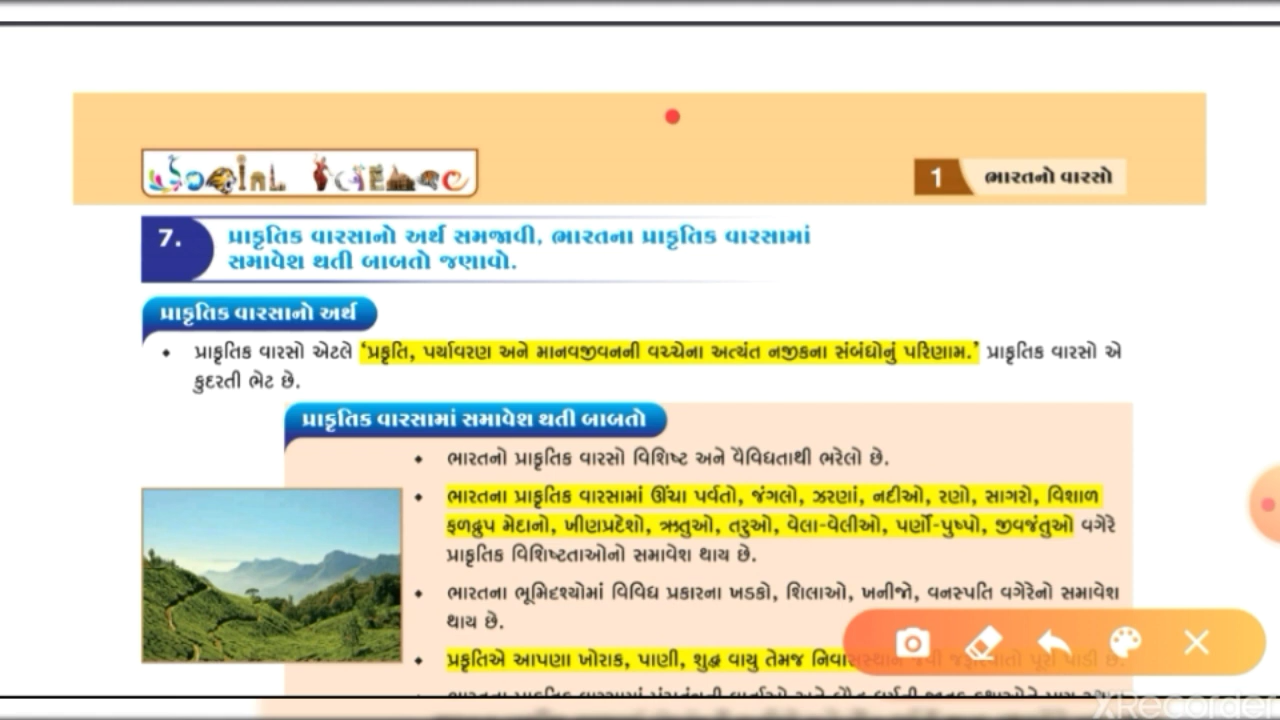 Social Science
1 ભારતનો વારસો
7. પ્રાકૃતિક વારસાનો અર્થ સમજાવી, ભારતના પ્રાકૃતિક વારસામાં
સમાવેશ થતી બાબતો જણાવો.
પ્રાકૃતિક વારસાનો અર્થ
• પ્રાકૃતિક વારસો એટલે ‘પ્રકૃતિ, પર્યાવરણ અને માનવજીવનની વચ્ચેના અત્યંત નજીકના સંબંધોનું પરિણામ.’ પ્રાકૃતિક વારસો એ
કુદરતી ભેટ છે.
પ્રાકૃતિક વારસામાં સમાવેશ થતી બાબતો
• ભારતનો પ્રાકૃતિક વારસો વિશિષ્ટ અને વૈવિધતાથી ભરેલો છે.
• ભારતના પ્રાકૃતિક વારસામાં ઊંચા પર્વતો, જંગલો, ઝરણાં, નદીઓ, રણો, સાગરો, વિશાળ
ફળદ્રુપ મેદાનો, ખીણપ્રદેશો, ઋતુઓ, તરુઓ, વેલા-વેલીઓ, પર્ણો-પુષ્પો, જીવજંતુઓ વગેરે
પ્રાકૃતિક વિશિષ્ટતાઓનો સમાવેશ થાય છે.
• ભારતના ભૂમિદૃશ્યોમાં વિવિધ પ્રકારના ખડકો, શિલાઓ, ખનીજો, વનસ્પતિ વગેરેનો સમાવેશ
થાય છે.
• પ્રકૃતિએ આપણા ખોરાક, પાણી, શુદ્ધ વાયુ તેમજ નિવાસસ્થાન જેવી જરૂરિયાતો પૂરી પાડી છે.
XRecorder